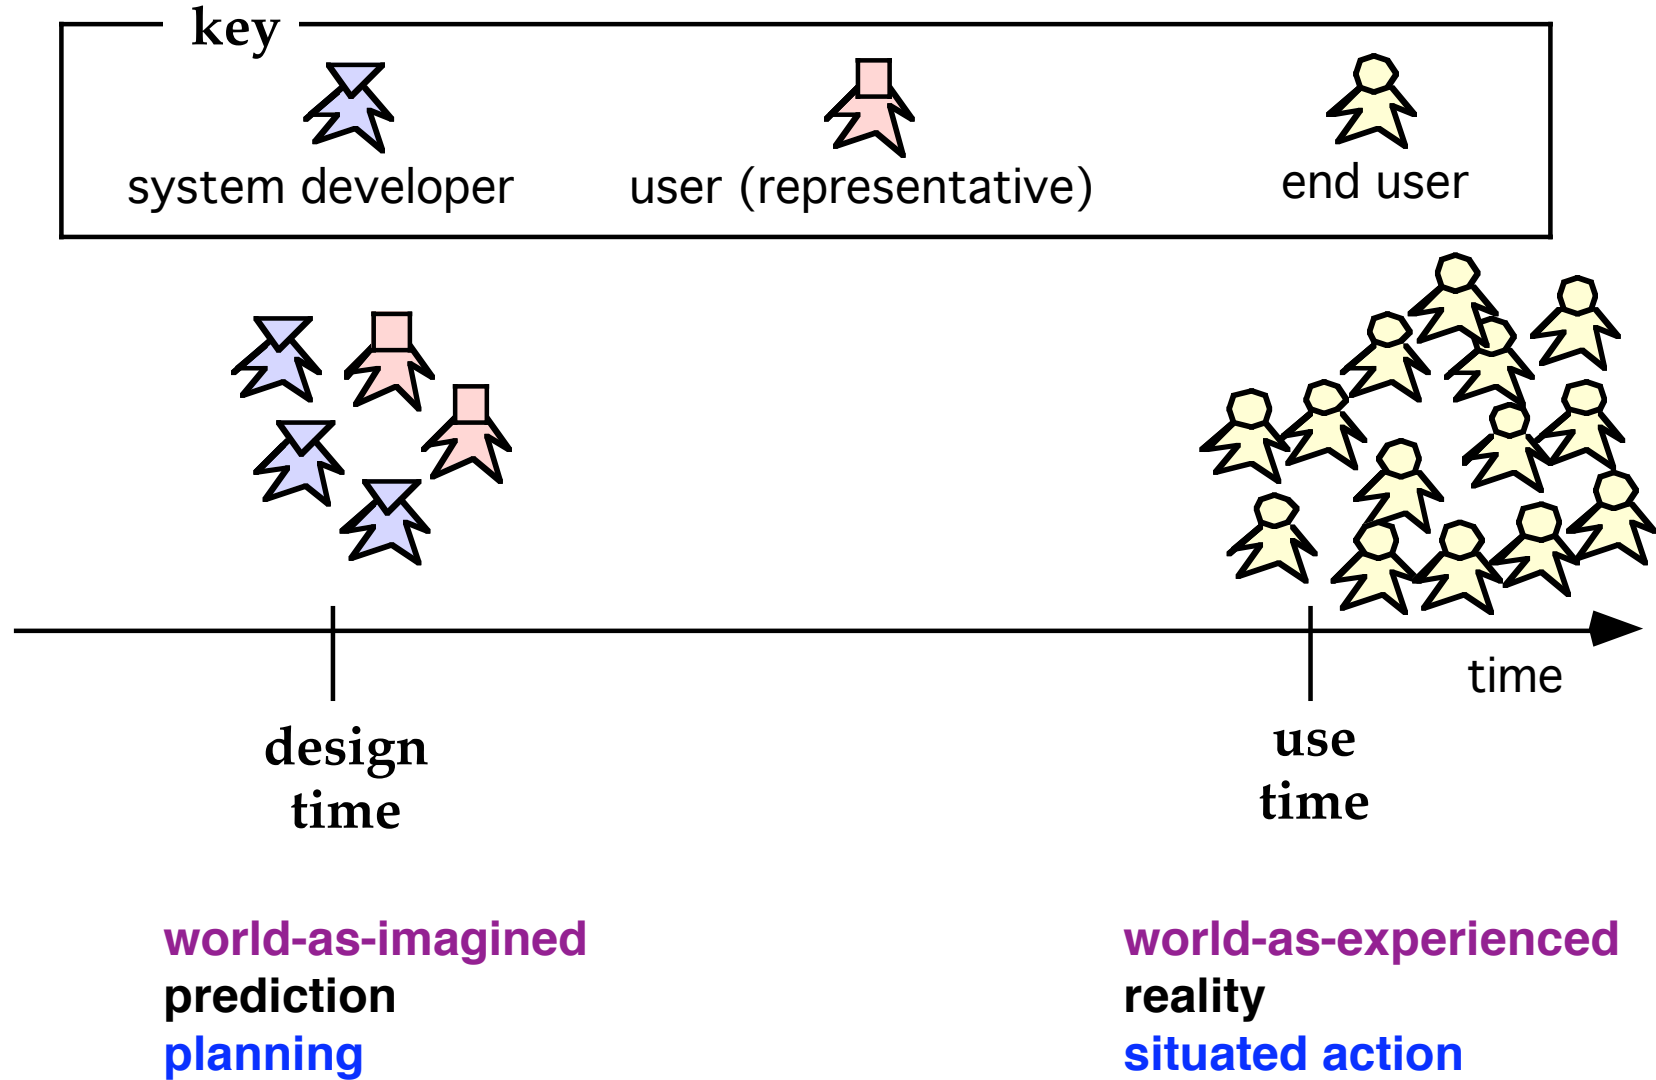 key
system developer
user (representative)
end user
time
design
time
use
time
world-as-imagined
prediction
planning
world-as-experienced
reality
situated action